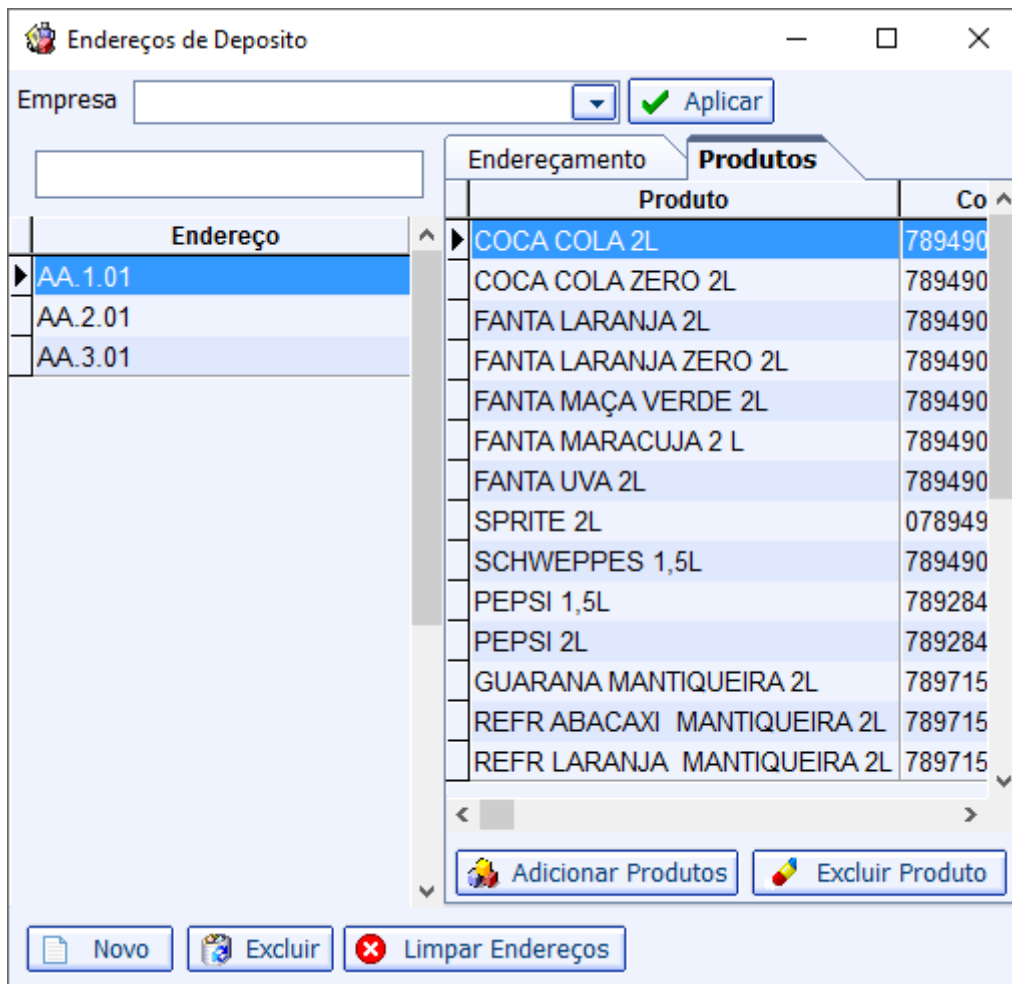 Endereços de Deposito
Empresa
Aplicar
Endereço
AA.1.01
AA.2.01
AA.3.01
Endereçamento Produtos
Produto Co
COCA COLA 2L 789490
COCA COLA ZERO 2L 789490
FANTA LARANJA 2L 789490
FANTA LARANJA ZERO 2L 789490
FANTA MAÇA VERDE 2L 789490
FANTA MARACUJA 2 L 789490
FANTA UVA 2L 789490
SPRITE 2L 078949
SCHWEPPES 1,5L 789490
PEPSI 1,5L 789284
PEPSI 2L 789284
GUARANA MANTIQUEIRA 2L 789715
REFR ABACAXI  MANTIQUEIRA 2L 789715
REFR LARANJA  MANTIQUEIRA 2L 789715
Adicionar Produtos Excluir Produto
Novo Excluir Limpar Endereços